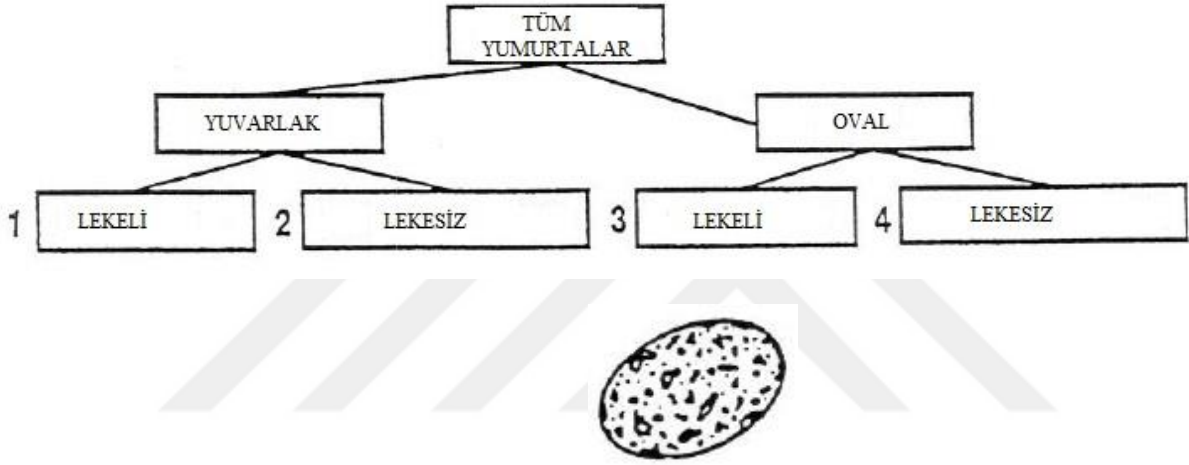 TÜM
YUMURTALAR
YUVARLAK
OVAL
1 LEKELİ 2 LEKESİZ 3 LEKELİ 4 LEKESİZ